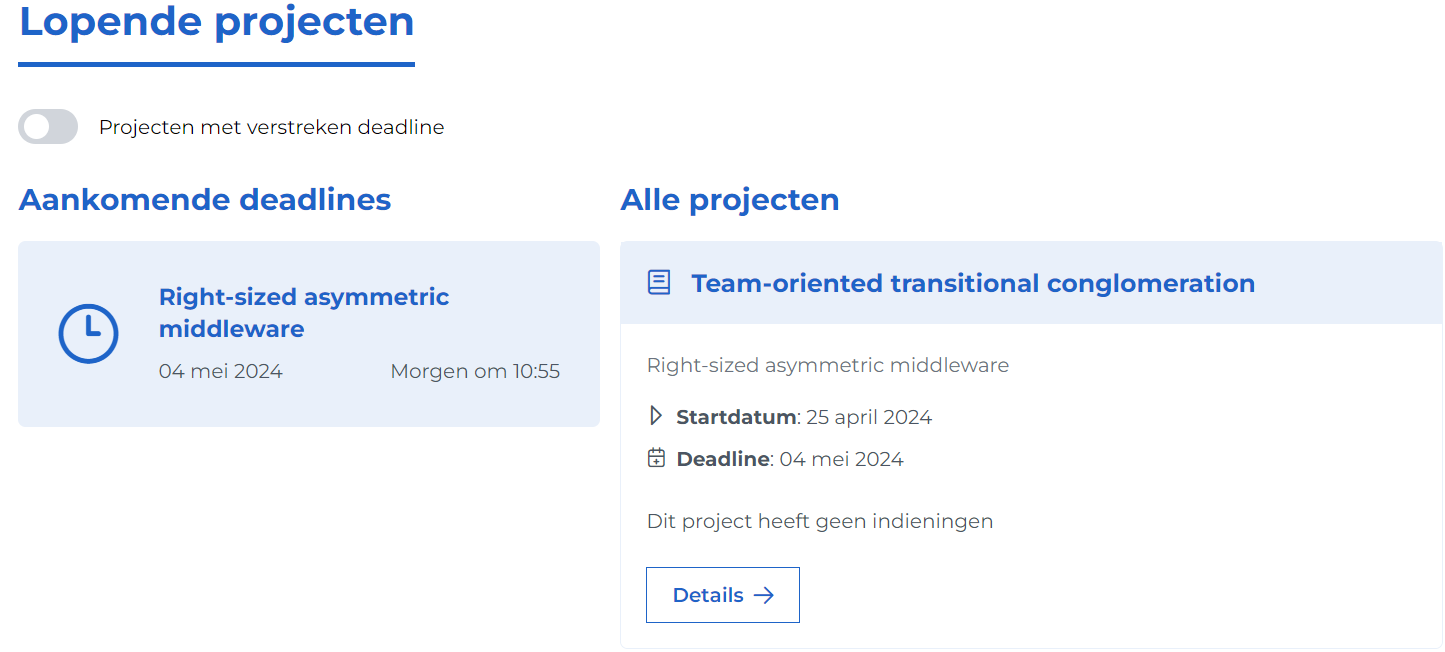 Lopende projecten
Projecten met verstreken deadline
Aankomende deadlines
Right-sized asymmetric
middleware
04 mei 2024 Morgen om 10:55
Alle projecten
Team-oriented transitional conglomeration
Right-sized asymmetric middleware
Startdatum: 25 april 2024
Deadline: 04 mei 2024
Dit project heeft geen indieningen
Details →